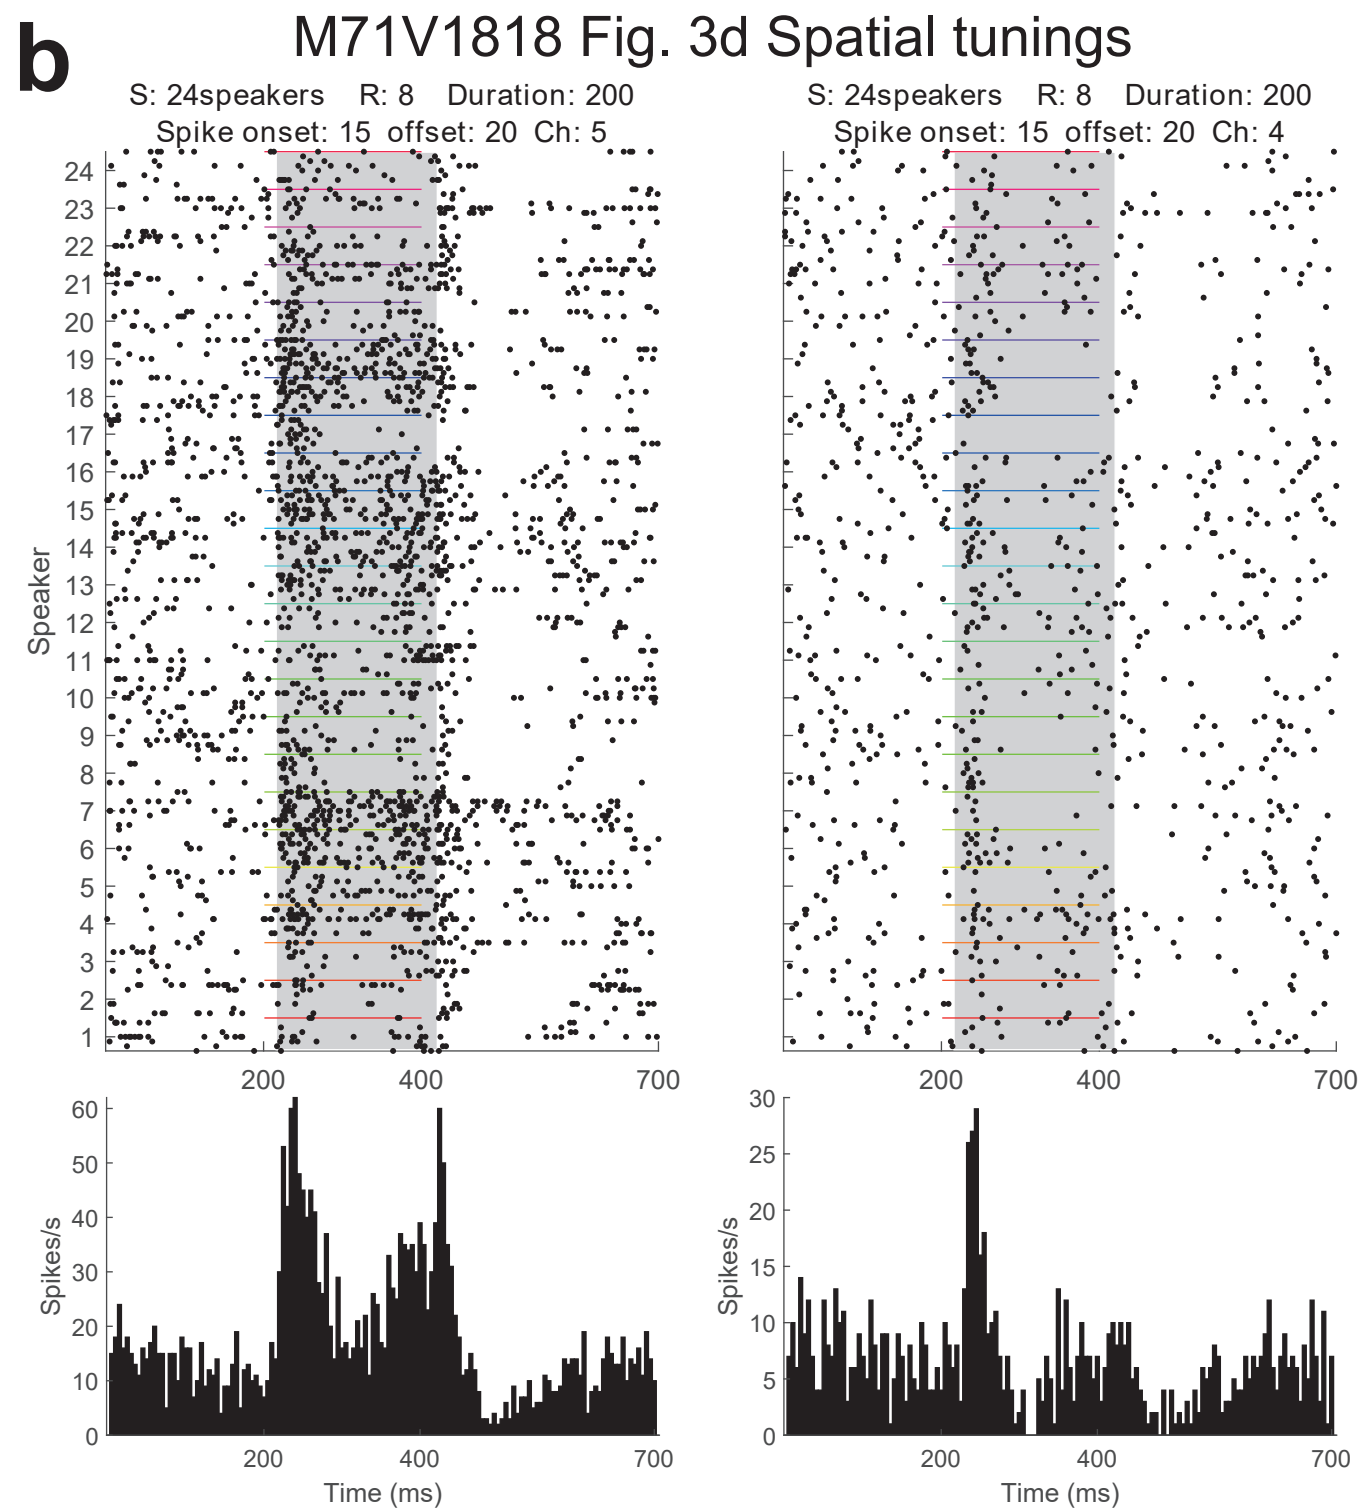 b
M71V1818 Fig. 3d Spatial tunings
S: 24speakers R: 8 Duration: 200
Spike onset: 15 offset: 20 Ch: 5
S: 24speakers R: 8 Duration: 200
Spike onset: 15 offset: 20 Ch: 4
Speaker
24
23
22
21
20
19
18
17
16
15
14
13
12
11
10
9
8
7
6
5
4
3
2
1
200 400 700
200 400 700
Spikes/s
60
50
40
30
20
10
0
200 400 700
Time (ms)
Spikes/s
30
25
20
15
10
5
0
200 400 700
Time (ms)